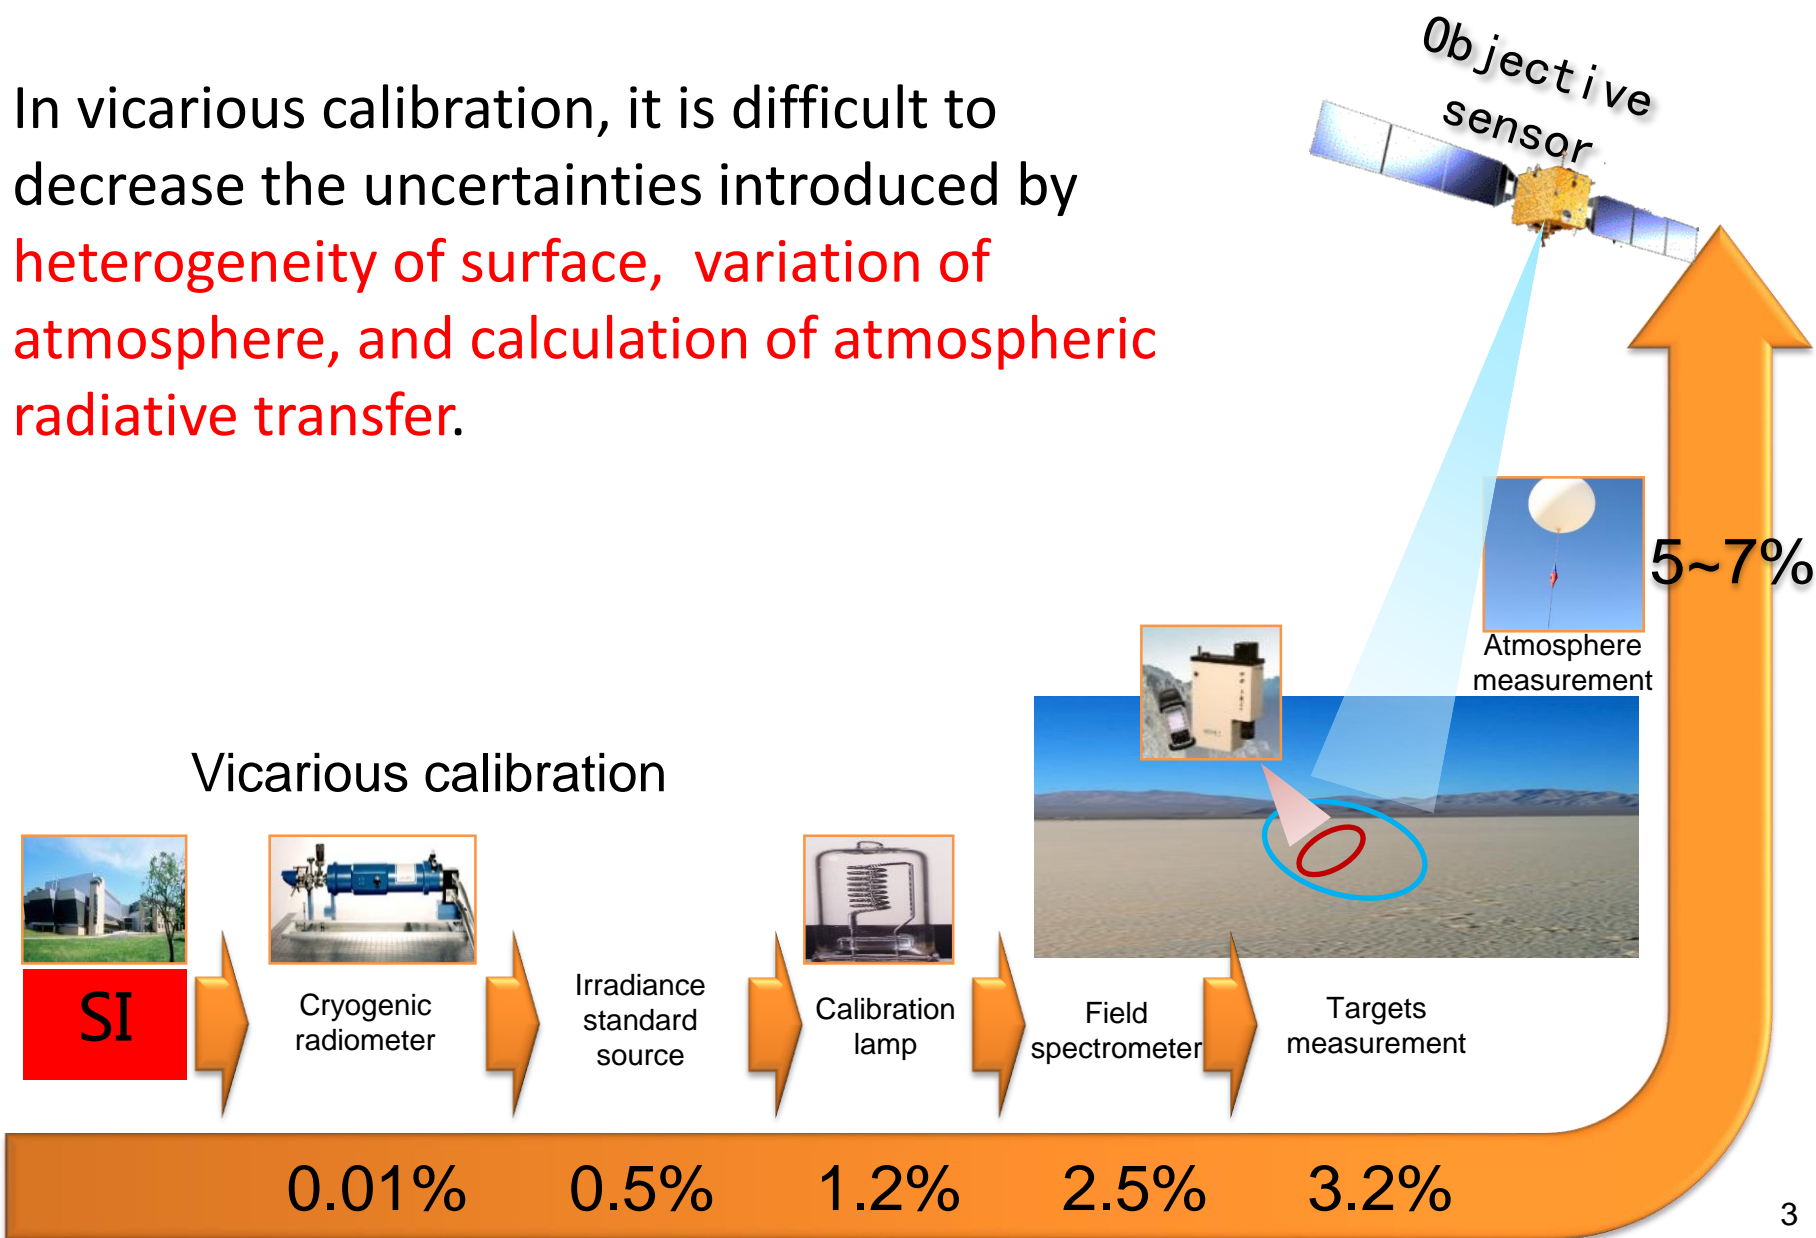 Objective
sensor
In vicarious calibration, it is difficult to
decrease the uncertainties introduced by
heterogeneity of surface,  variation of
atmosphere, and calculation of atmospheric
radiative transfer.
5~7%
Atmosphere
measurement
Vicarious calibration
SI
Cryogenic
radiometer
Irradiance
standard
source
Calibration
lamp
Field
spectrometer
Targets
measurement
0.01%
0.5%
1.2%
2.5%
3.2%
3